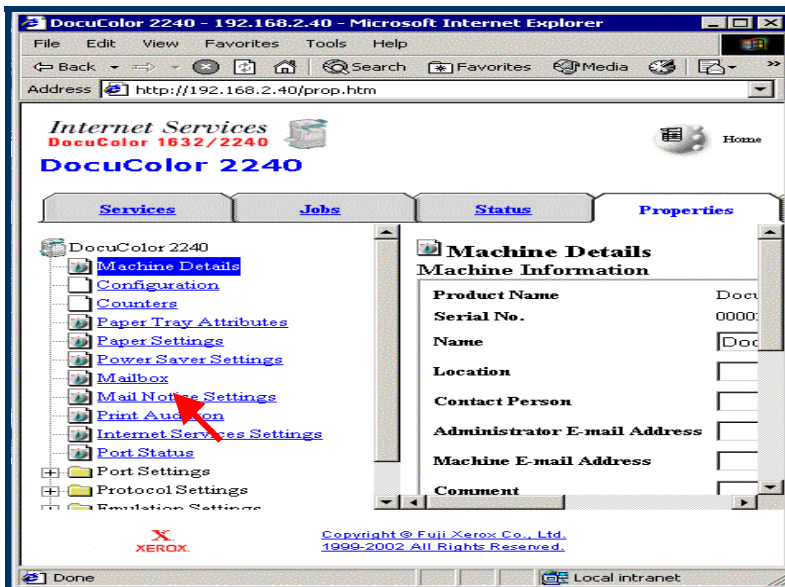 DocuColor 2240 - 192.168.2.40 - Microsoft Internet Explorer
File Edit View Favorites Tools Help
Back Search Favorites Media »
Address http://192.168.2.40/prop.htm
Internet Services
DocuColor 1632/2240
Home
DocuColor 2240
Services Jobs Status Properties
DocuColor 2240
Machine Details
Configuration
Counters
Paper Tray Attributes
Paper Settings
Power Saver Settings
Mailbox
Mail Notice Settings
Print
Internet Services Settings
Port Status
Port Settings
Protocol Settings
Emulation Settings
Machine Details
Machine Information
Product Name Docu
Serial No. 0000
Name Doc
Location
Contact Person
Administrator E-mail Address
Machine E-mail Address
Comment
X
XEROX.
Copyright © Fuji Xerox Co., Ltd.
1999-2002 All Rights Reserved.
Done Local intranet